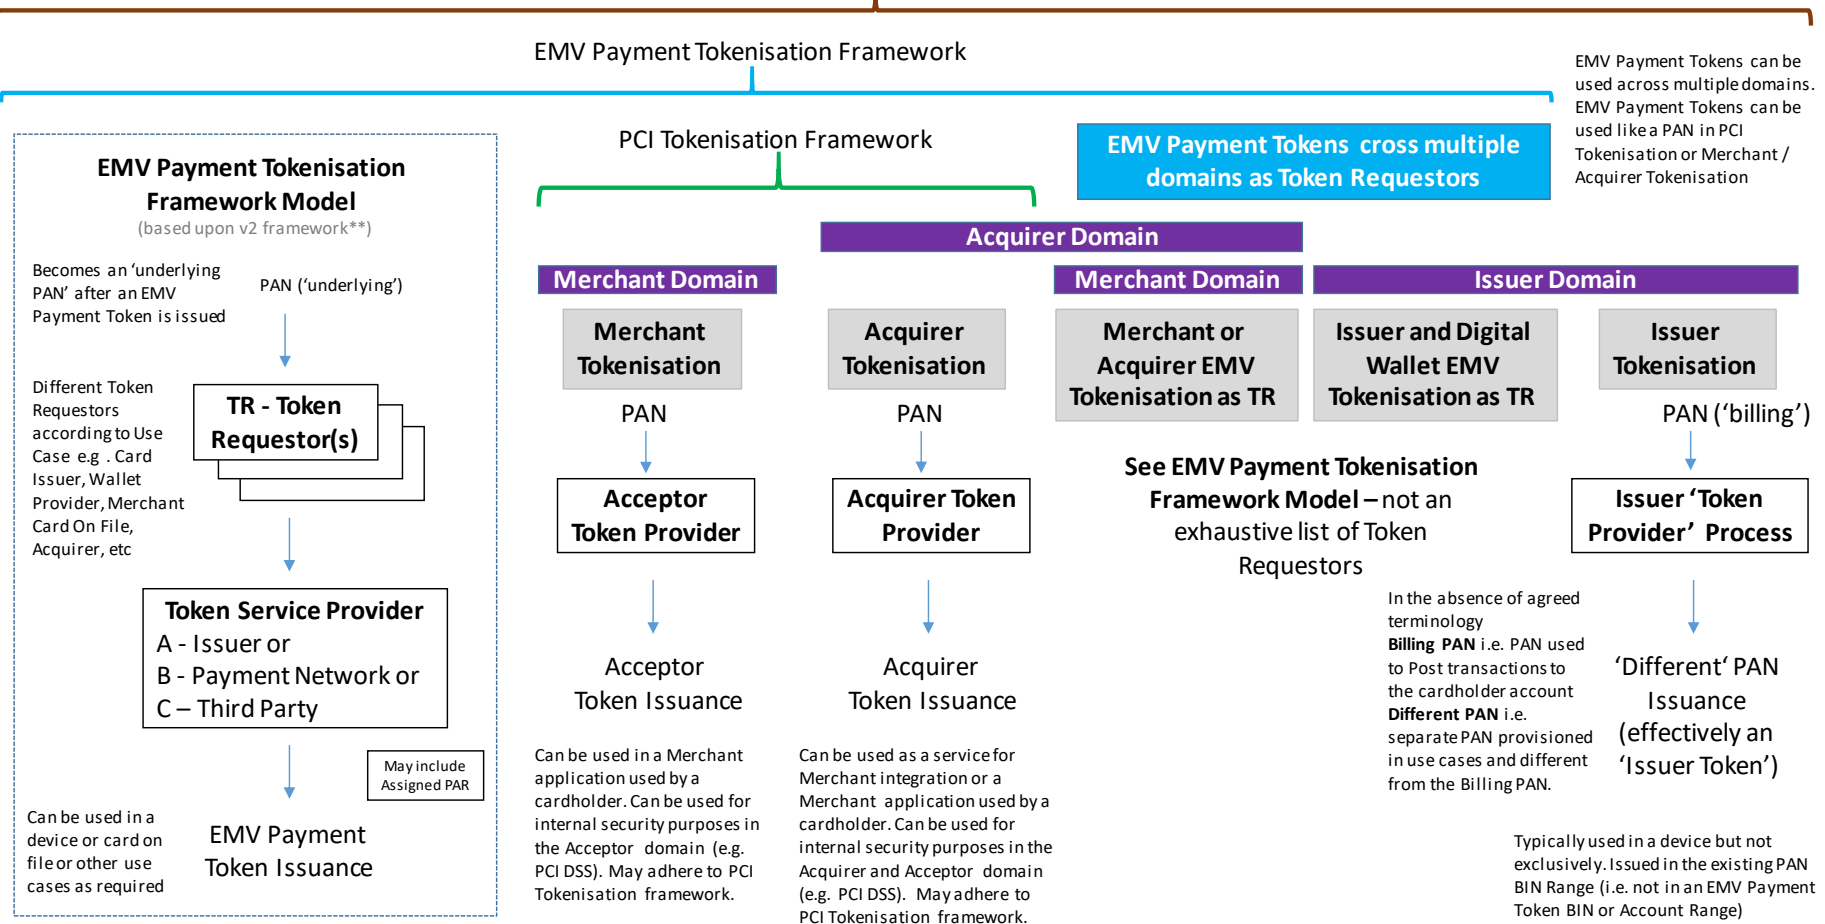 EMV Payment Tokenisation Framework
EMV Payment Tokens can be
used across multiple domains.
EMV Payment Tokens can be
used like a PAN in PCI
Tokenisation or Merchant /
Acquirer Tokenisation
PCI Tokenisation Framework
EMV Payment Tokens cross multiple
domains as Token Requestors
EMV Payment Tokenisation
Framework Model
(based upon v2 framework**)
Becomes an ‘underlying
PAN’ after an EMV
Payment Token is issued
PAN (‘underlying’)
Different Token
Requestors
according to Use
Case e.g . Card
Issuer, Wallet
Provider, Merchant
Card On File,
Acquirer, etc
TR - Token
Requestor(s)
Token Service Provider
A - Issuer or
B - Payment Network or
C – Third Party
May include
Assigned PAR
Can be used in a
device or card on
file or other use
cases as required
EMV Payment
Token Issuance
Acquirer Domain
Merchant Domain
Merchant Domain
Issuer Domain
Merchant
Tokenisation
PAN
Acceptor
Token Provider
Acceptor
Token Issuance
Can be used in a Merchant
application used by a
cardholder. Can be used for
internal security purposes in
the Acceptor domain (e.g.
PCI DSS). May adhere to PCI
Tokenisation framework.
Acquirer
Tokenisation
PAN
Acquirer Token
Provider
Acquirer
Token Issuance
Can be used as a service for
Merchant integration or a
Merchant application used by a
cardholder. Can be used for
internal security purposes in the
Acquirer and Acceptor domain
(e.g. PCI DSS). May adhere to
PCI Tokenisation framework.
Merchant or
Acquirer EMV
Tokenisation as TR
Issuer and Digital
Wallet EMV
Tokenisation as TR
See EMV Payment Tokenisation
Framework Model – not an
exhaustive list of Token
Requestors
Issuer
Tokenisation
PAN (‘billing’)
Issuer ‘Token
Provider’ Process
In the absence of agreed
terminology
Billing PAN i.e. PAN used
to Post transactions to
the cardholder account
Different PAN i.e.
separate PAN provisioned
in use cases and different
from the Billing PAN.
‘Different‘ PAN
Issuance
(effectively an
‘Issuer Token’)
Typically used in a device but not
exclusively. Issued in the existing PAN
BIN Range (i.e. not in an EMV Payment
Token BIN or Account Range)